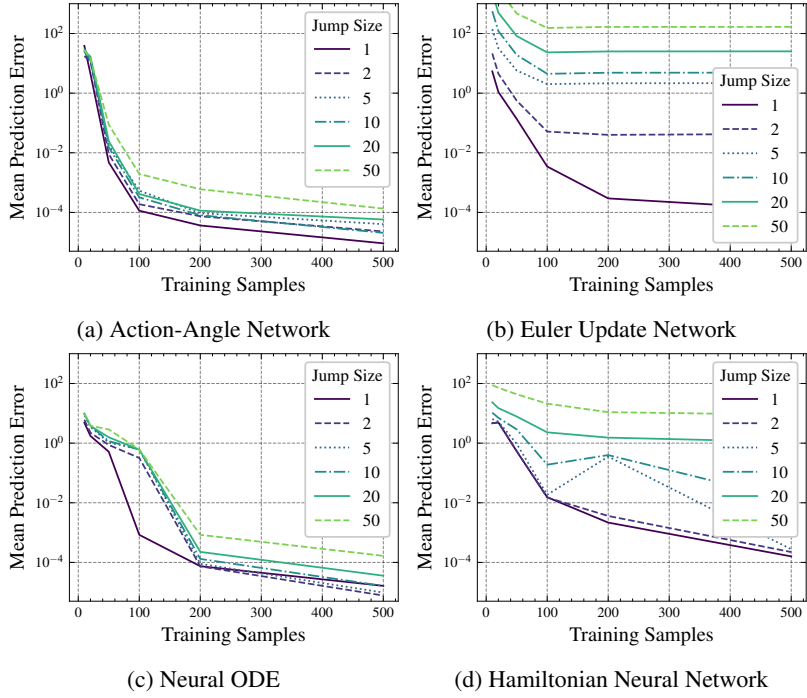 Mean Prediction Error
10^2
10^0
10^−2
10^−4
0 100 200 300 400 500
Training Samples
Jump Size
1
2
5
10
20
50
(a) Action-Angle Network
Mean Prediction Error
10^2
10^0
10^−2
10^−4
0 100 200 300 400 500
Training Samples
Jump Size
1
2
5
10
20
50
(b) Euler Update Network
Mean Prediction Error
10^2
10^0
10^−2
10^−4
0 100 200 300 400 500
Training Samples
Jump Size
1
2
5
10
20
50
(c) Neural ODE
Mean Prediction Error
10^2
10^0
10^−2
10^−4
0 100 200 300 400 500
Training Samples
Jump Size
1
2
5
10
20
50
(d) Hamiltonian Neural Network